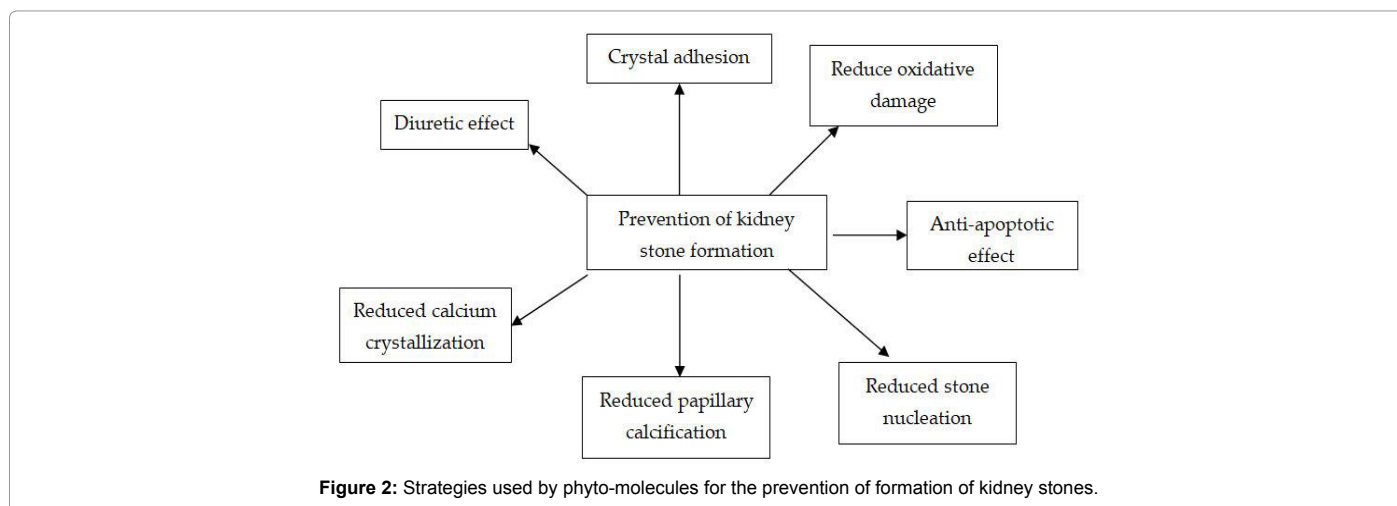 Crystal adhesion
Reduce oxidative
damage
Diuretic effect
Prevention of kidney
stone formation
Anti-apoptotic
effect
Reduced calcium
crystallization
Reduced papillary
calcification
Reduced stone
nucleation
Figure 2: Strategies used by phyto-molecules for the prevention of formation of kidney stones.